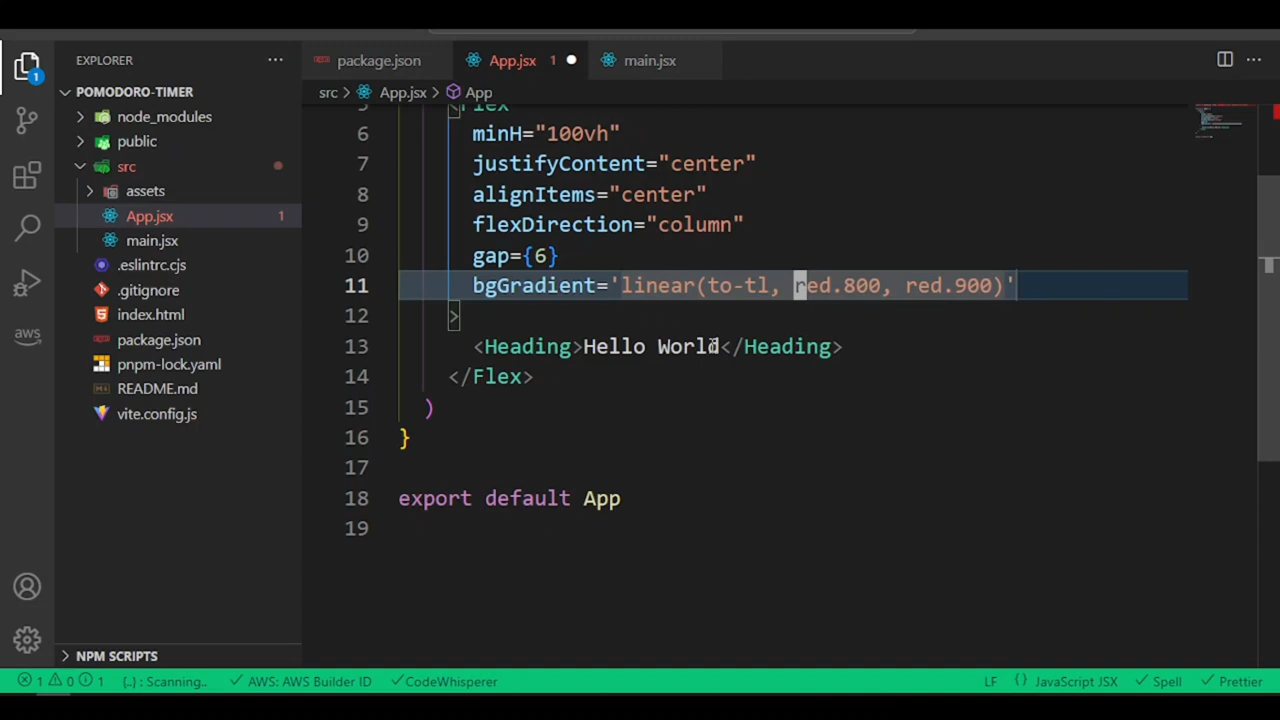 EXPLORER
POMODORO-TIMER
node_modules
public
src
assets
App.jsx 1
main.jsx
.eslintrc.cjs
.gitignore
index.html
package.json
pnpm-lock.yaml
README.md
vite.config.js
NPM SCRIPTS
1
aws
package.json App.jsx 1 main.jsx
src > App.jsx > App
5 <Flex
6 minH="100vh"
7 justifyContent="center"
8 alignItems="center"
9 flexDirection="column"
10 gap={6}
11 bgGradient='linear(to-tl, red.800, red.900)'
12 >
13 <Heading>Hello World</Heading>
14 </Flex>
15 )
16 }
17
18 export default App
19
1 0 1 {..} : Scanning.. AWS: AWS Builder ID CodeWhisperer LF {} JavaScript JSX Spell Prettier